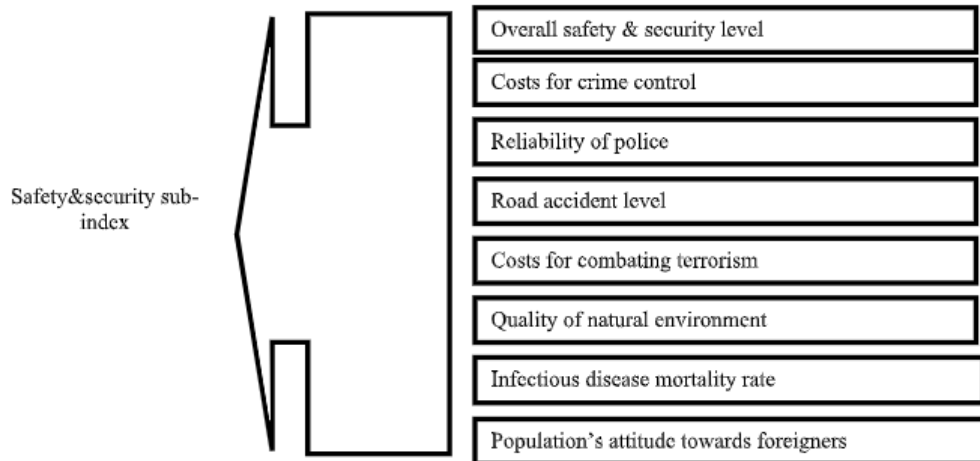 Overall safety & security level
Costs for crime control
Reliability of police
Safety&security sub-
index
Road accident level
Costs for combating terrorism
Quality of natural environment
Infectious disease mortality rate
Population's attitude towards foreigners